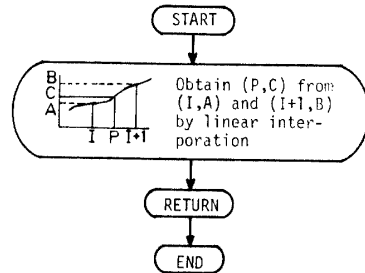 START
B
C
A
I P I+1
Obtain (P,C) from
(I,A) and (I+1,B)
by linear inter-
poration
RETURN
END